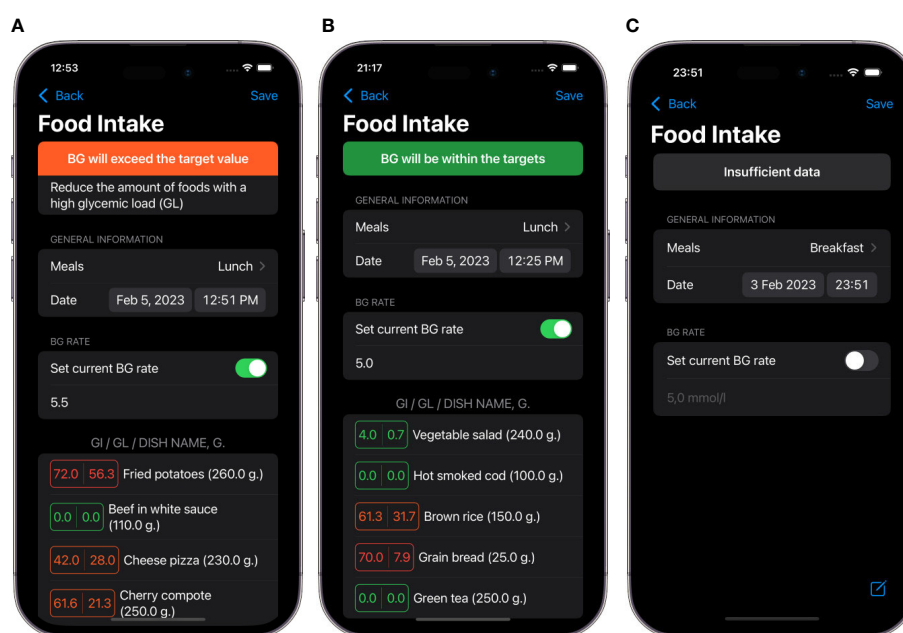 A
12:53
Back
Save
Food Intake
BG will exceed the target value
Reduce the amount of foods with a
high glycemic load (GL)
GENERAL INFORMATION
Meals
Lunch
Date
Feb 5, 2023
12:51 PM
BG RATE
Set current BG rate
5.5
GI / GL / DISH NAME, G.
72.0 56.3 Fried potatoes (260.0 g.)
0.0 0.0 Beef in white sauce
(110.0 g.)
42.0 28.0 Cheese pizza (230.0 g.)
61.6 21.3 Cherry compote
(250.0 g.)
B
21:17
Back
Save
Food Intake
BG will be within the targets
GENERAL INFORMATION
Meals
Lunch
Date
Feb 5, 2023
12:25 PM
BG RATE
Set current BG rate
5.0
GI / GL / DISH NAME, G.
4.0 0.7 Vegetable salad (240.0 g.)
0.0 0.0 Hot smoked cod (100.0 g.)
61.3 31.7 Brown rice (150.0 g.)
70.0 7.9 Grain bread (25.0 g.)
0.0 0.0 Green tea (250.0 g.)
C
23:51
Back
Save
Food Intake
Insufficient data
GENERAL INFORMATION
Meals
Breakfast
Date
3 Feb 2023
23:51
BG RATE
Set current BG rate
5,0 mmol/l